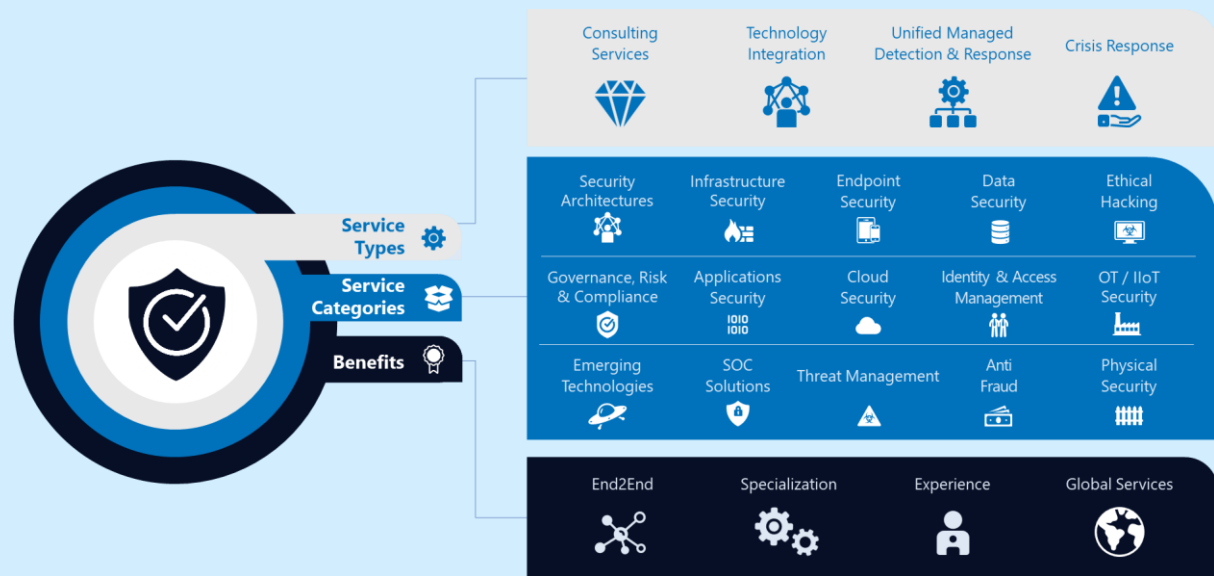 Service
Types
Service
Categories
Benefits
Consulting
Services
Technology
Integration
Unified Managed
Detection & Response
Crisis Response
Security
Architectures
Infrastructure
Security
Endpoint
Security
Data
Security
Ethical
Hacking
Governance, Risk
& Compliance
Applications
Security
1010
1010
Cloud
Security
Identity & Access
Management
OT / IIoT
Security
Emerging
Technologies
SOC
Solutions
Threat Management
Anti
Fraud
Physical
Security
End2End
Specialization
Experience
Global Services